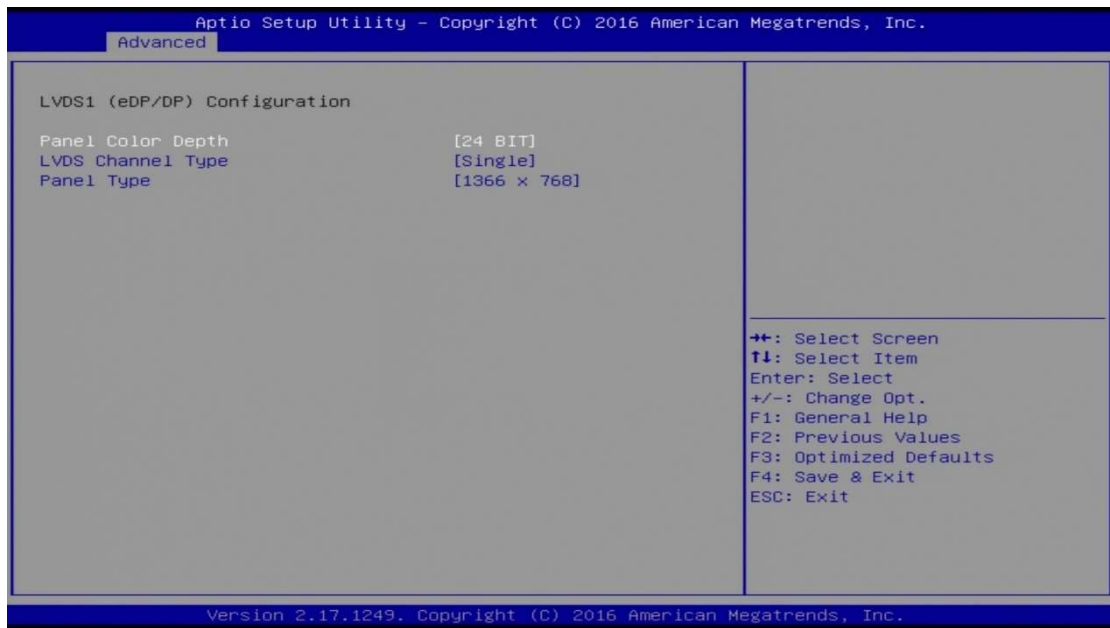 Aptio Setup Utility – Copyright (C) 2016 American Megatrends, Inc.
Advanced
LVDS1 (eDP/DP) Configuration
Panel Color Depth [24 BIT]
LVDS Channel Type [Single]
Panel Type [1366 x 768]
→←: Select Screen
↑↓: Select Item
Enter: Select
+/-: Change Opt.
F1: General Help
F2: Previous Values
F3: Optimized Defaults
F4: Save & Exit
ESC: Exit
Version 2.17.1249. Copyright (C) 2016 American Megatrends, Inc.